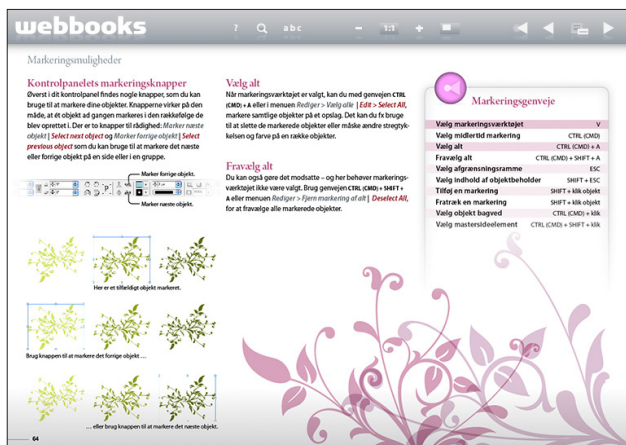 webbooks
? abc 1:1
Markeringsmuligheder
Kontrolpanelets markeringsknapper
Øverst i dit kontrolpanel findes nogle knapper, som du kan
bruge til at markere dine objekter. Knapperne virker på den
måde, at ét objekt ad gangen markeres i den rækkefølge de
blev oprettet i. Der er to knapper til rådighed: Marker næste
objekt | Select next object og Marker forrige objekt | Select
previous object som du kan bruge til at markere det næste
eller forrige objekt på en side eller i en gruppe.
Marker forrige objekt.
Marker næste objekt.
Her er et tilfældigt objekt markeret.
Brug knappen til at markere det forrige objekt …
… eller brug knappen til at markere det næste objekt.
64
Vælg alt
Når markeringsværktøjet er valgt, kan du med genvejen CTRL
(CMD) + A eller i menuen Rediger > Vælg alle | Edit > Select All,
markere samtlige objekter på et opslag. Det kan du fx bruge
til at slette de markerede objekter eller måske ændre stregtyk-
kelsen og farve på en række objekter.
Fravælg alt
Du kan også gøre det modsatte – og her behøver markerings-
værktøjet ikke være valgt. Brug genvejen CTRL (CMD) + SHIFT +
A eller menuen Rediger > Fjern markering af alt | Deselect All,
for at fravælge alle markerede objekter.
Markeringsgenveje
Vælg markeringsværktøjet V
Vælg midlertid markering CTRL (CMD)
Vælg alt CTRL (CMD) + A
Fravælg alt CTRL (CMD) + SHIFT + A
Vælg afgrænsningsramme ESC
Vælg indhold af objektbeholder SHIFT + ESC
Tilføj en markering SHIFT + klik objekt
Fratræk en markering SHIFT + klik objekt
Vælg objekt bagved CTRL (CMD) + klik
Vælg mastersideelement CTRL (CMD) + SHIFT + klik